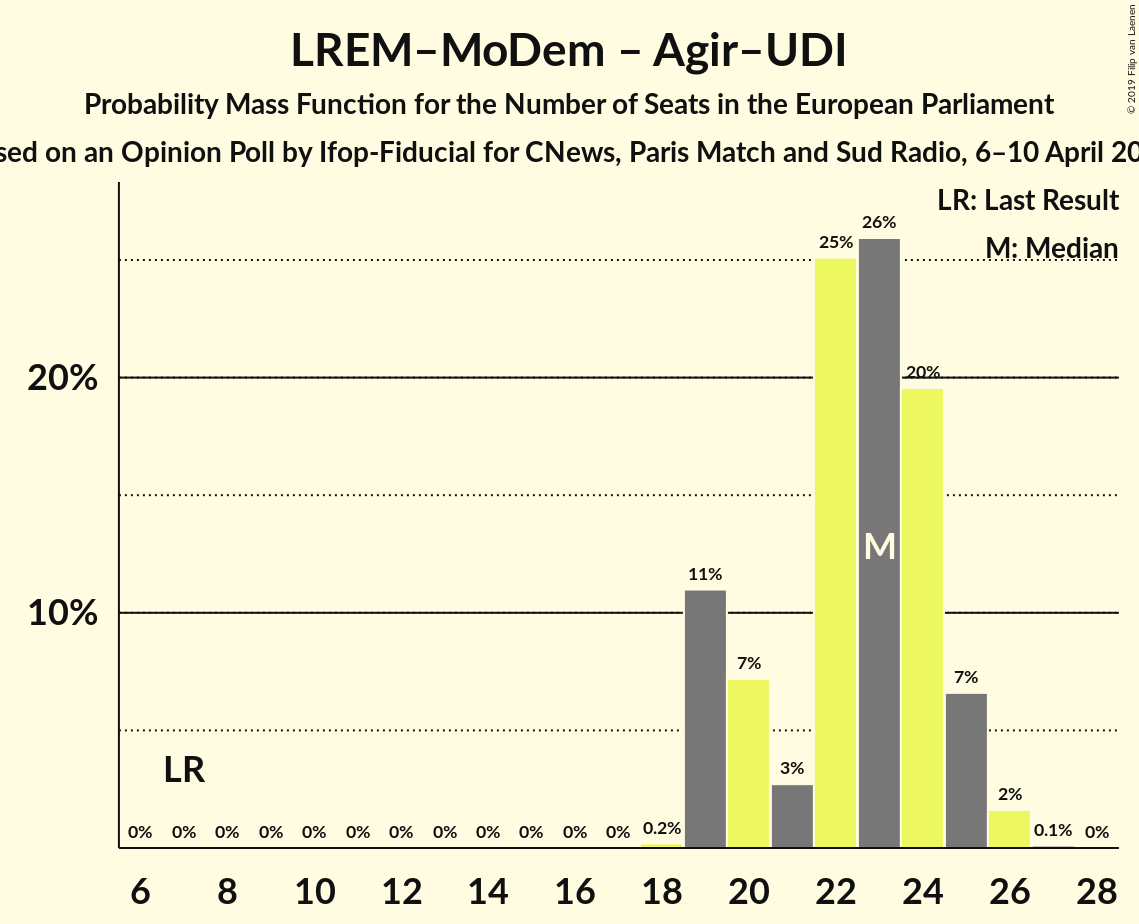 LREM–MoDem – Agir–UDI
Probability Mass Function for the Number of Seats in the European Parliament
on an Opinion Poll by Ifop-Fiducial for CNews, Paris Match and Sud Radio, 6–10 April
© 2019 Filip van Laenen
LR: Last Result
M: Median
26%
25%
20%
20%
M
11%
10%
7%
7%
3%
LR
2%
0% 0% 0% 0% 0% 0% 0% 0% 0% 0% 0% 0% 0.2% 0.1% 0%
6 8 10 12 14 16 18 20 22 24 26 28